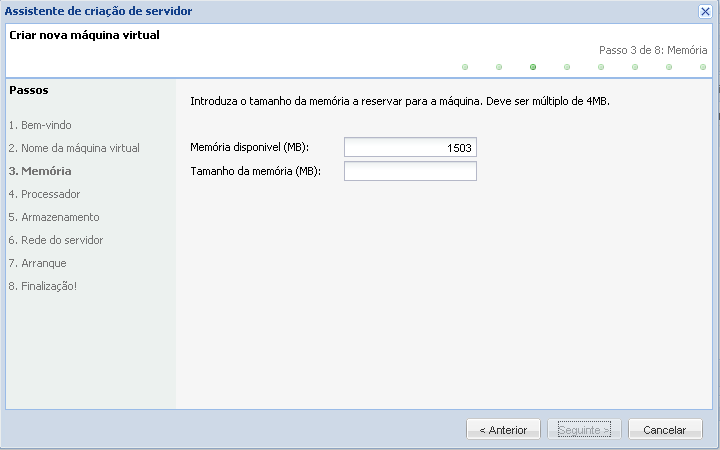 Assistente de criação de servidor
Criar nova máquina virtual
Passo 3 de 8: Memória
Passos
1. Bem-vindo
2. Nome da máquina virtual
3. Memória
4. Processador
5. Armazenamento
6. Rede do servidor
7. Arranque
8. Finalização!
Introduza o tamanho da memória a reservar para a máquina. Deve ser múltiplo de 4MB.
Memória disponivel (MB): 1503
Tamanho da memória (MB):
< Anterior
Seguinte >
Cancelar